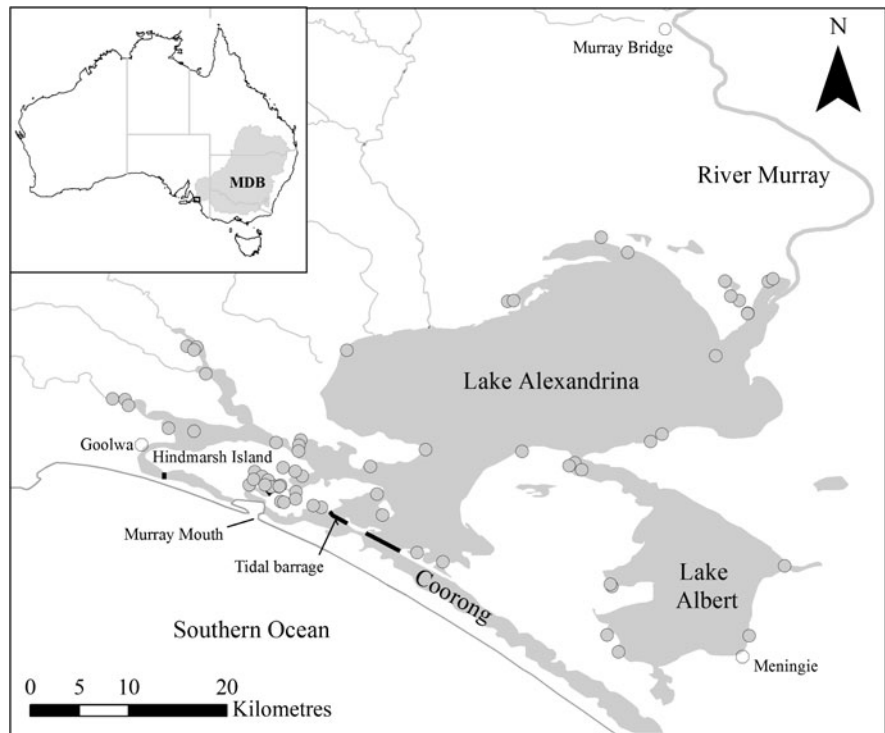 MDB
Murray Bridge
N
River Murray
Lake Alexandrina
Goolwa
Hindmarsh Island
Murray Mouth
Tidal barrage
Coorong
Lake
Albert
Southern Ocean
Meningie
0 5 10 20
Kilometres